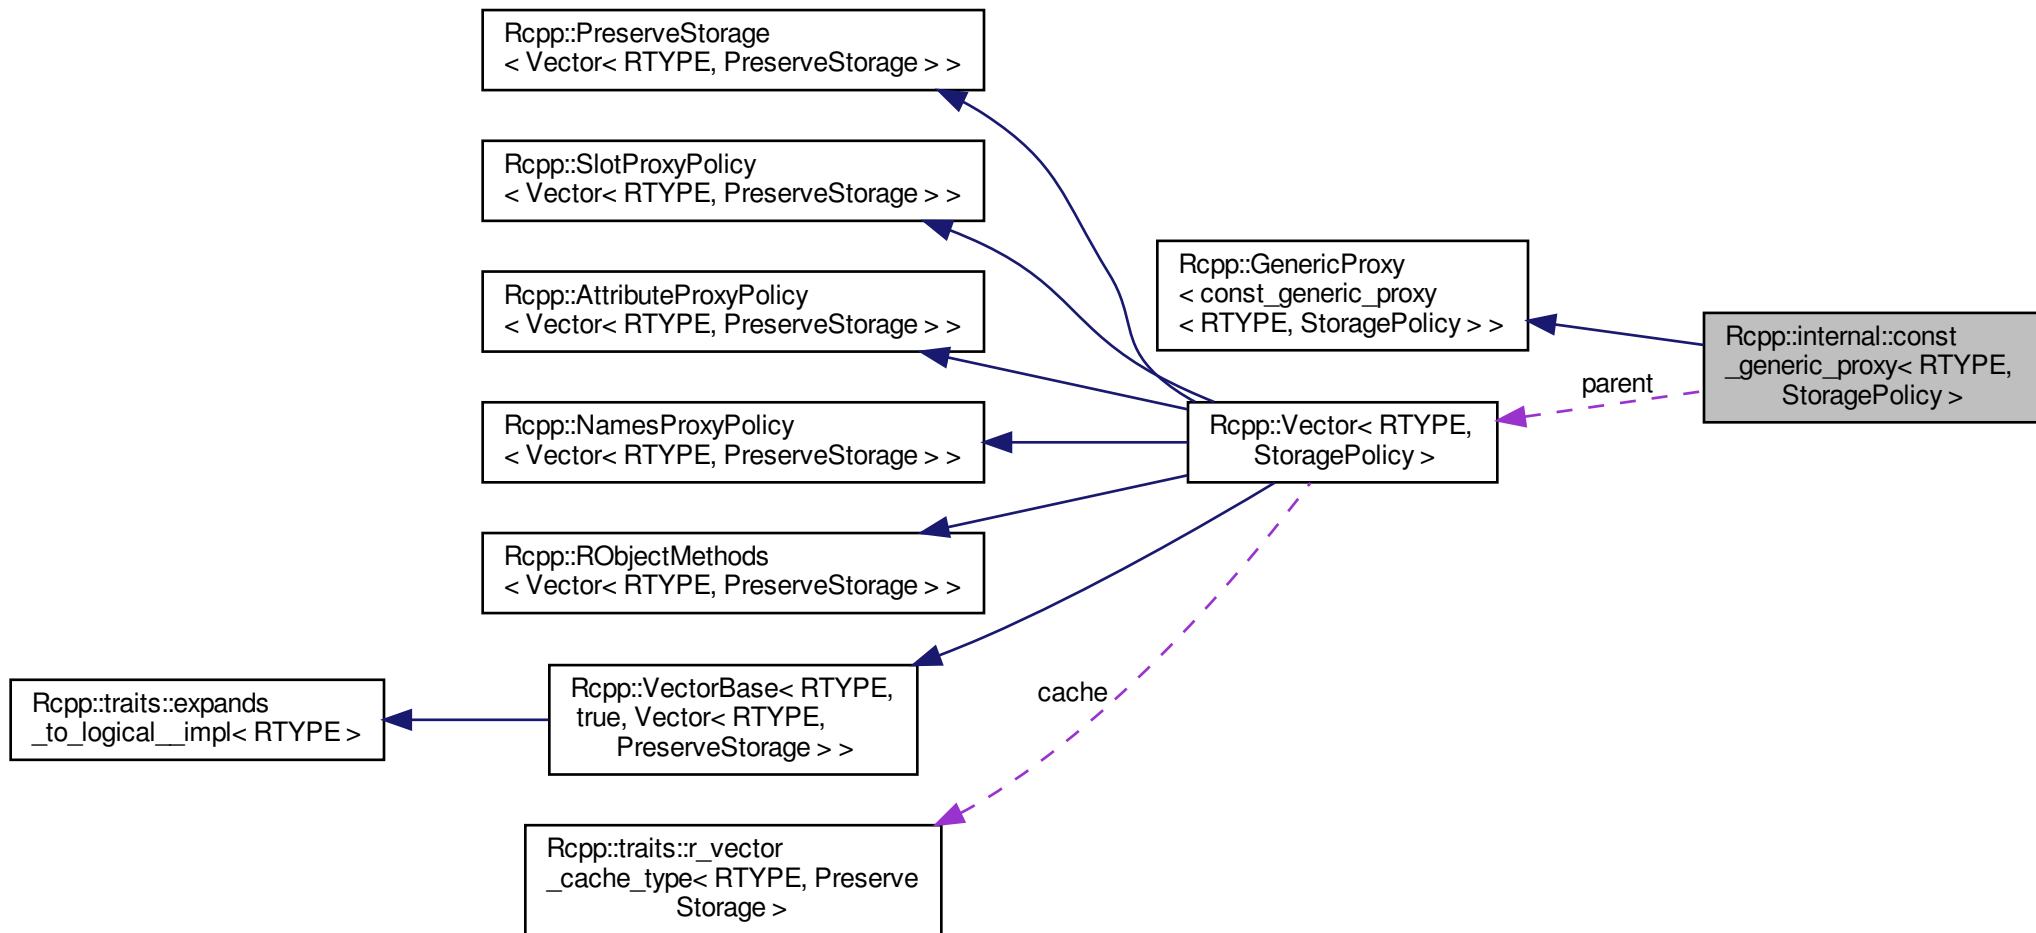 Rcpp::PreserveStorage
< Vector< RTYPE, PreserveStorage > >
Rcpp::SlotProxyPolicy
< Vector< RTYPE, PreserveStorage > >
Rcpp::AttributeProxyPolicy
< Vector< RTYPE, PreserveStorage > >
Rcpp::NamesProxyPolicy
< Vector< RTYPE, PreserveStorage > >
Rcpp::RObjectMethods
< Vector< RTYPE, PreserveStorage > >
Rcpp::traits::expands
_to_logical__impl< RTYPE >
Rcpp::VectorBase< RTYPE,
true, Vector< RTYPE,
PreserveStorage > >
Rcpp::traits::r_vector
_cache_type< RTYPE, Preserve
Storage >
cache
Rcpp::GenericProxy
< const_generic_proxy
< RTYPE, StoragePolicy > >
Rcpp::Vector< RTYPE,
StoragePolicy >
parent
Rcpp::internal::const
_generic_proxy< RTYPE,
StoragePolicy >